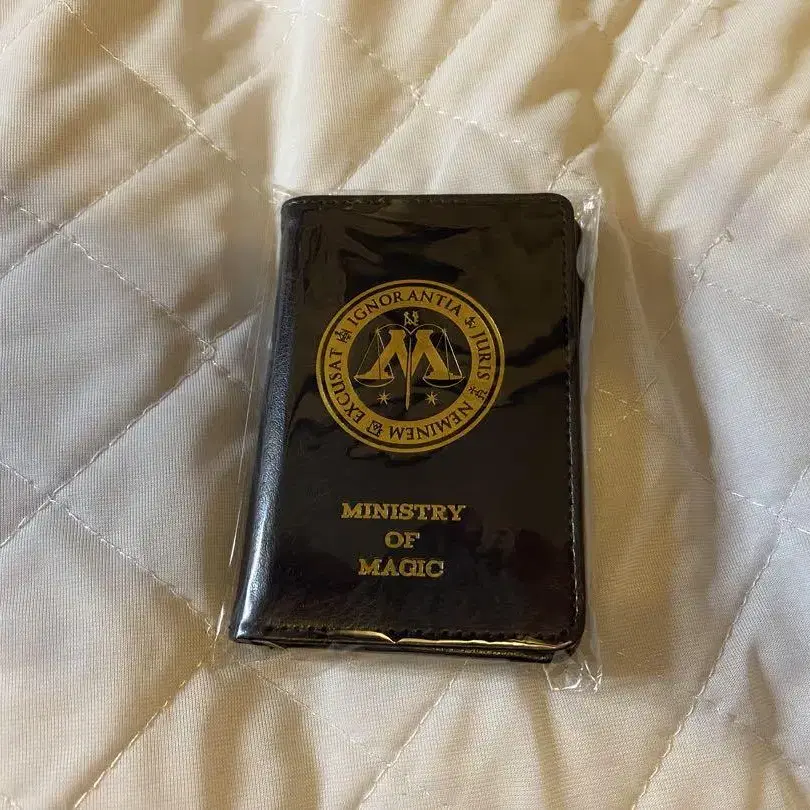 IGNORANTIA JURIS NEMINEM EXCUSAT
M
MINISTRY
OF
MAGIC